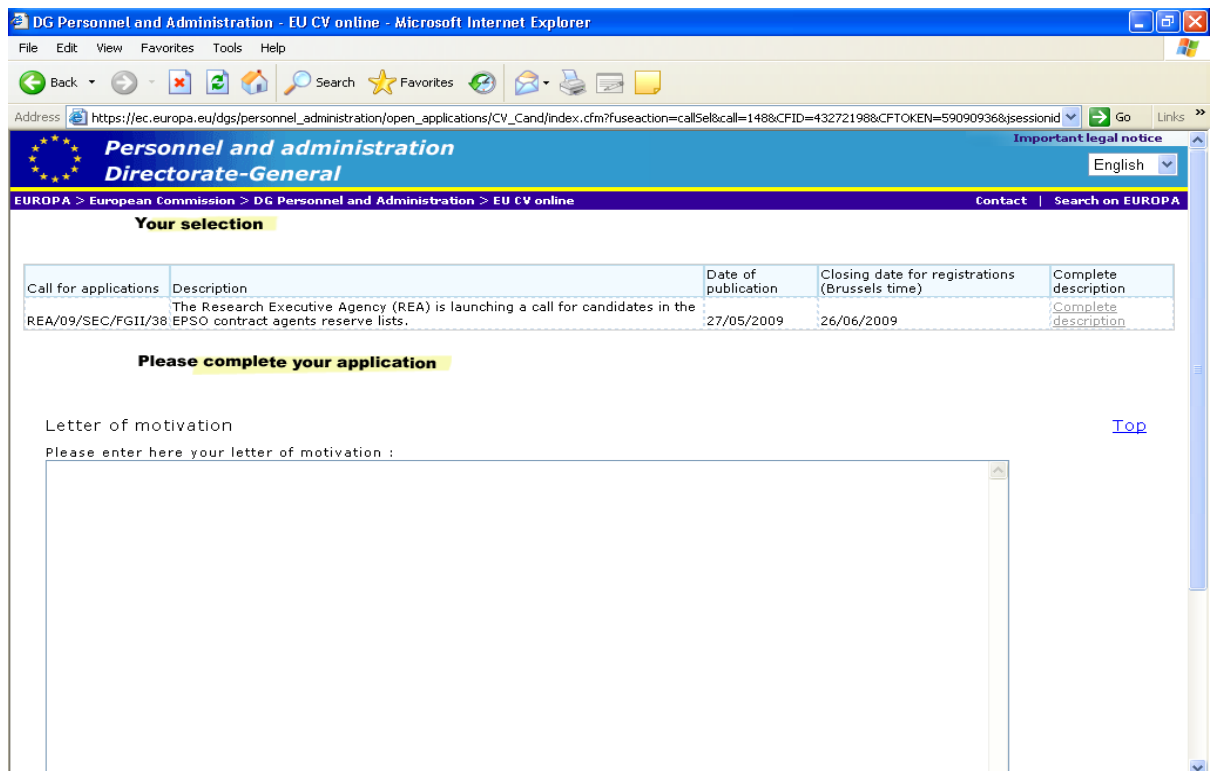 DG Personnel and Administration - EU CV online - Microsoft Internet Explorer
File Edit View Favorites Tools Help
Back Search Favorites
Address https://ec.europa.eu/dgs/personnel_administration/open_applications/CV_Cand/index.cfm?fuseaction=callSel&call=148&CFID=43272198&CFTOKEN=59090936&jsessionid Go Links »
Important legal notice
Personnel and administration
Directorate-General
English
EUROPA > European Commission > DG Personnel and Administration > EU CV online Contact | Search on EUROPA
Your selection
Call for applications Description Date of publication Closing date for registrations (Brussels time) Complete description
REA/09/SEC/FGII/38 The Research Executive Agency (REA) is launching a call for candidates in the EPSO contract agents reserve lists. 27/05/2009 26/06/2009 Complete description
Please complete your application
Letter of motivation Top
Please enter here your letter of motivation :